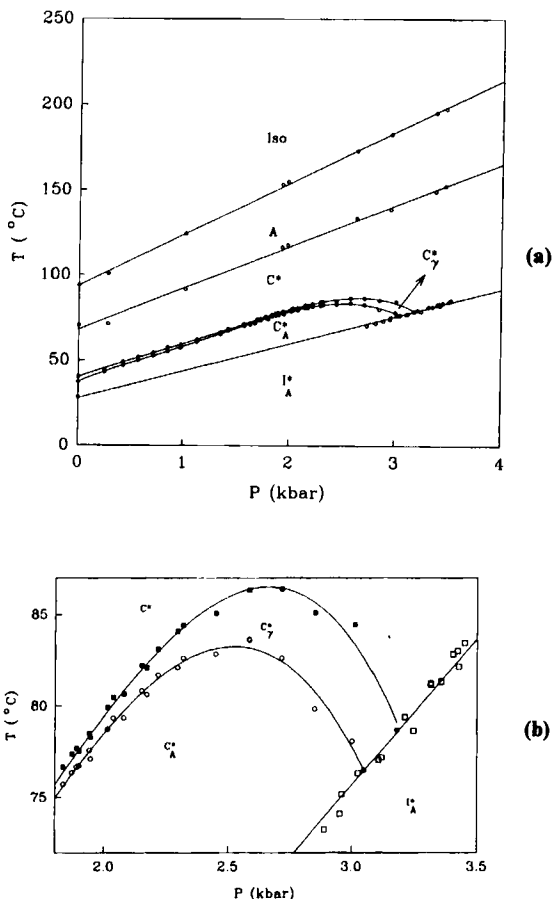 250
200
150
100
50
0
T ( °C)
Iso
A
C*
C*γ
C*A
I*A
(a)
0 1 2 3 4
P (kbar)
85
80
75
T ( °C)
C*
C*γ
C*A
I*A
(b)
2.0 2.5 3.0 3.5
P (kbar)